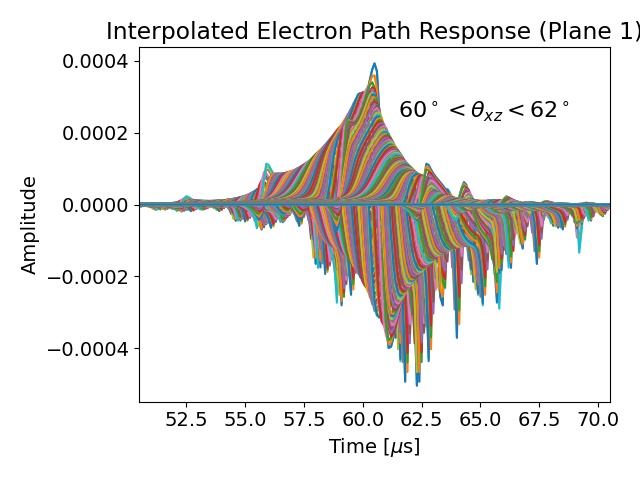 Interpolated Electron Path Response (Plane 1)
60° < θxz < 62°
Amplitude
0.0004
0.0002
0.0000
−0.0002
−0.0004
52.5 55.0 57.5 60.0 62.5 65.0 67.5 70.0
Time [μs]